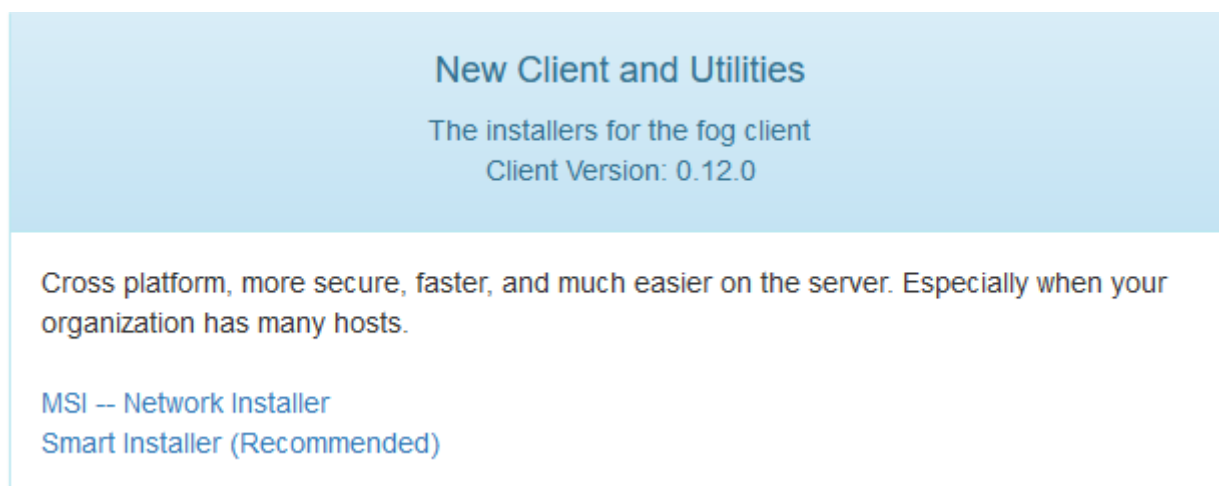 New Client and Utilities
The installers for the fog client
Client Version: 0.12.0
Cross platform, more secure, faster, and much easier on the server. Especially when your
organization has many hosts.
MSI -- Network Installer
Smart Installer (Recommended)